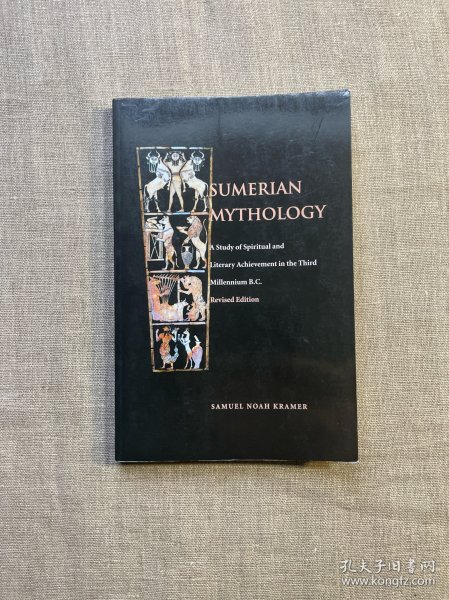 SUMERIAN
MYTHOLOGY
A Study of Spiritual and
Literary Achievement in the Third
Millennium B.C.
Revised Edition
SAMUEL NOAH KRAMER
孔夫子旧书网
www.kongfz.com